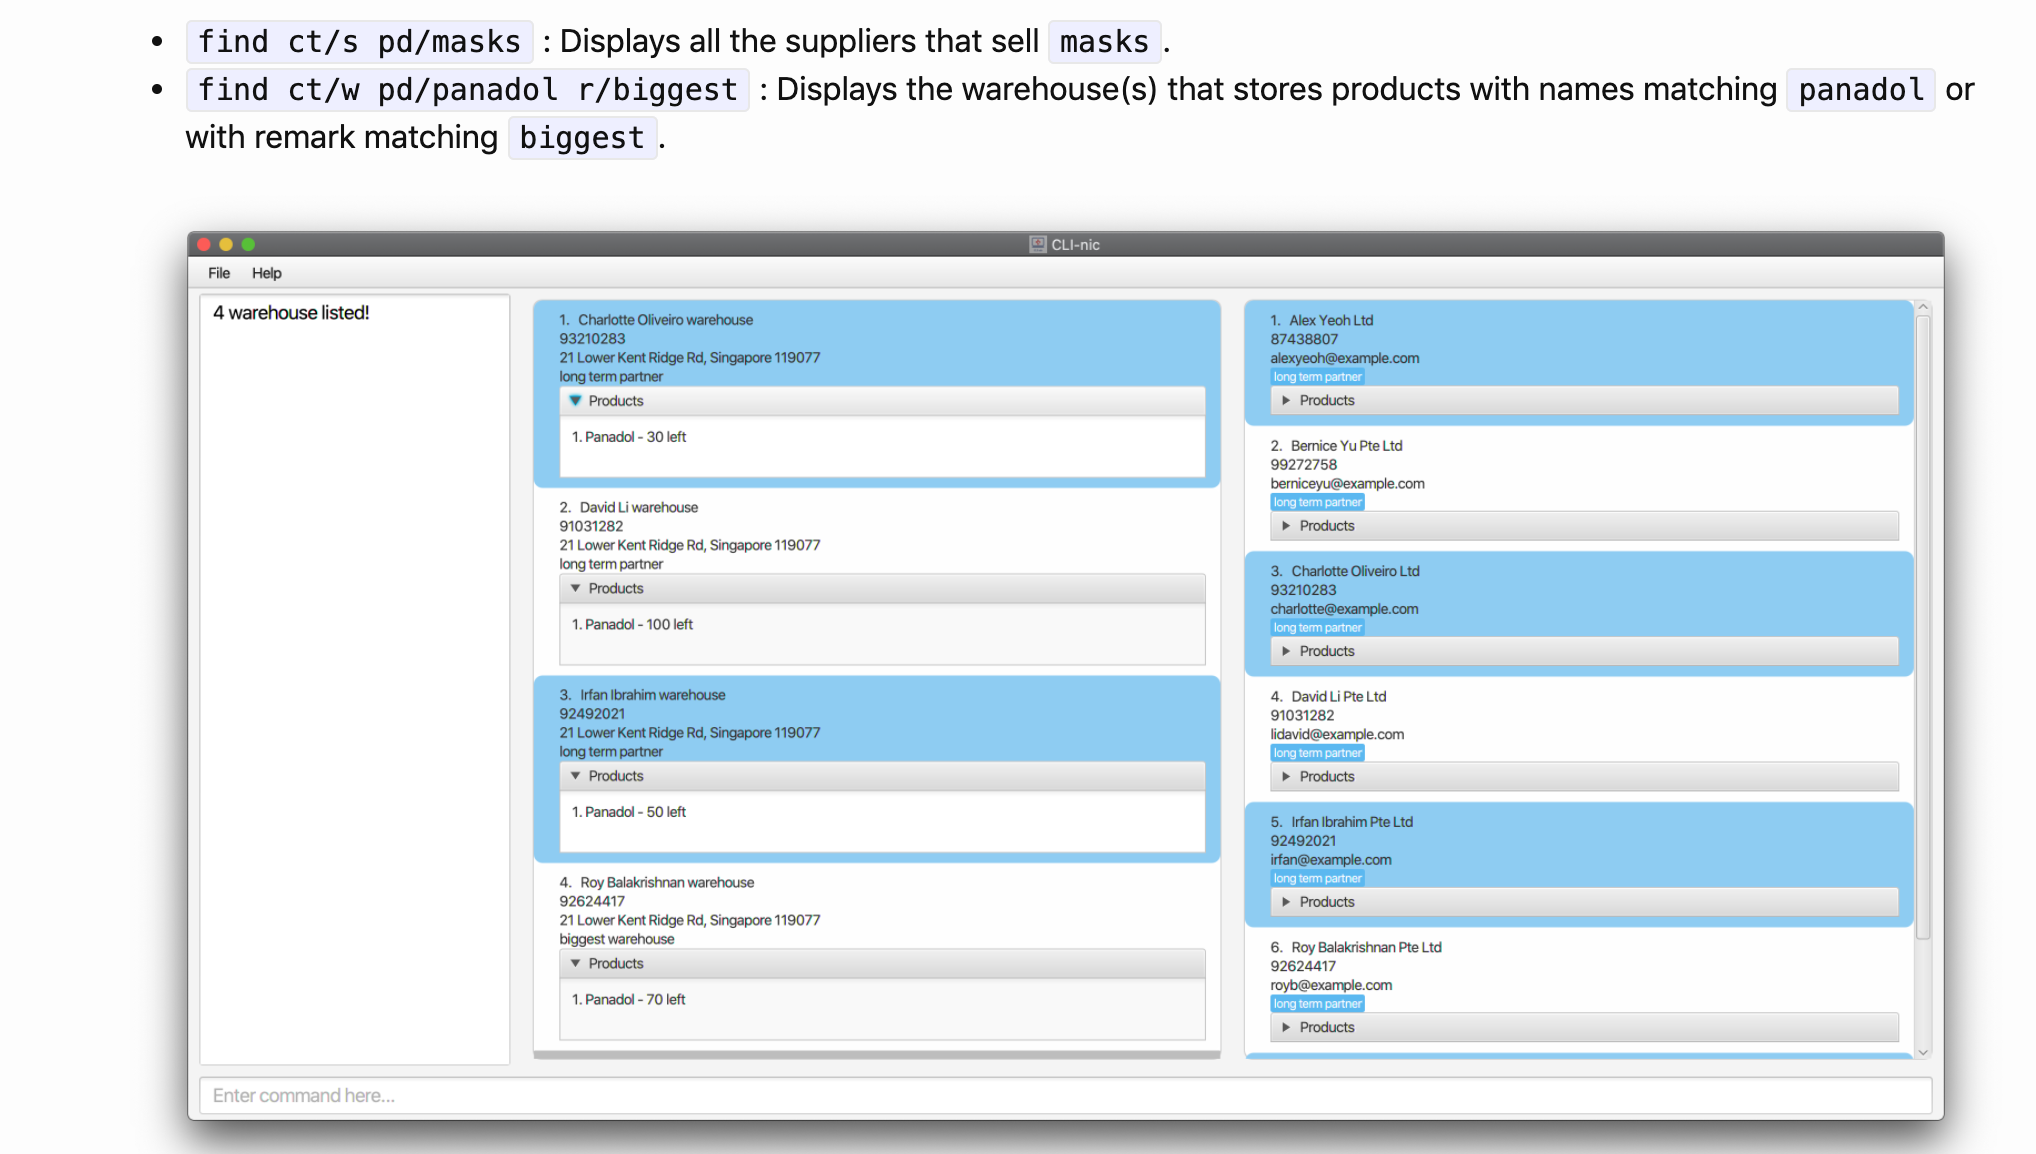 find ct/s pd/masks : Displays all the suppliers that sell masks.
find ct/w pd/panadol r/biggest : Displays the warehouse(s) that stores products with names matching panadol or
with remark matching biggest.
CLI-nic
File Help
4 warehouse listed!
1. Charlotte Oliveiro warehouse
93210283
21 Lower Kent Ridge Rd, Singapore 119077
long term partner
Products
1. Panadol - 30 left
2. David Li warehouse
91031282
21 Lower Kent Ridge Rd, Singapore 119077
long term partner
Products
1. Panadol - 100 left
3. Irfan Ibrahim warehouse
92492021
21 Lower Kent Ridge Rd, Singapore 119077
long term partner
Products
1. Panadol - 50 left
4. Roy Balakrishnan warehouse
92624417
21 Lower Kent Ridge Rd, Singapore 119077
biggest warehouse
Products
1. Panadol - 70 left
1. Alex Yeoh Ltd
87438807
alexyeoh@example.com
long term partner
Products
2. Bernice Yu Pte Ltd
99272758
berniceyu@example.com
long term partner
Products
3. Charlotte Oliveiro Ltd
93210283
charlotte@example.com
long term partner
Products
4. David Li Pte Ltd
91031282
lidavid@example.com
long term partner
Products
5. Irfan Ibrahim Pte Ltd
92492021
irfan@example.com
long term partner
Products
6. Roy Balakrishnan Pte Ltd
92624417
royb@example.com
long term partner
Products
Enter command here...